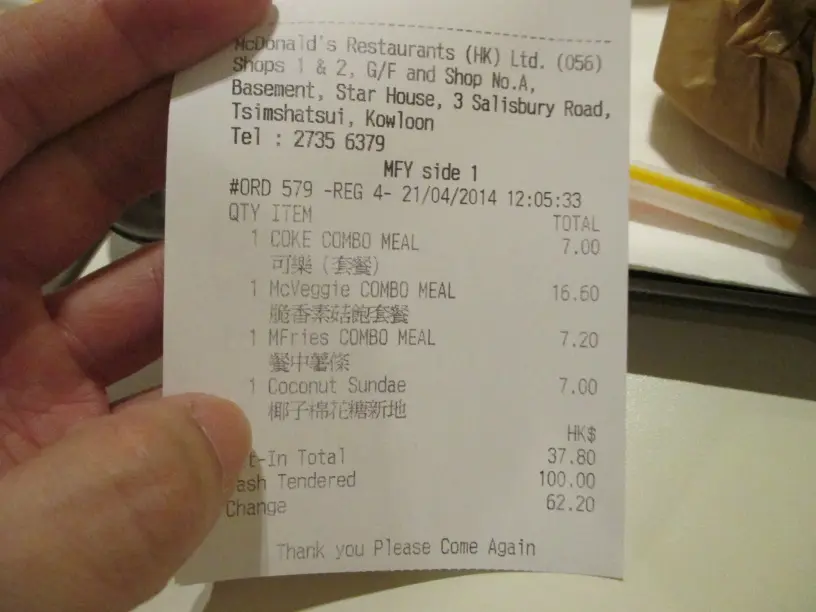 McDonald's Restaurants (HK) Ltd. (056)
Shops 1 & 2, G/F and Shop No.A,
Basement, Star House, 3 Salisbury Road,
Tsimshatsui, Kowloon
Tel : 2735 6379
MFY side 1
#ORD 579 -REG 4- 21/04/2014 12:05:33
QTY ITEM TOTAL
1 COKE COMBO MEAL 7.00
可樂（套餐）
1 McVeggie COMBO MEAL 16.60
脆香素菇飽套餐
1 MFries COMBO MEAL 7.20
餐中薯條
1 Coconut Sundae 7.00
椰子棉花糖新地
HK$
t-In Total 37.80
ash Tendered 100.00
Change 62.20
Thank you Please Come Again